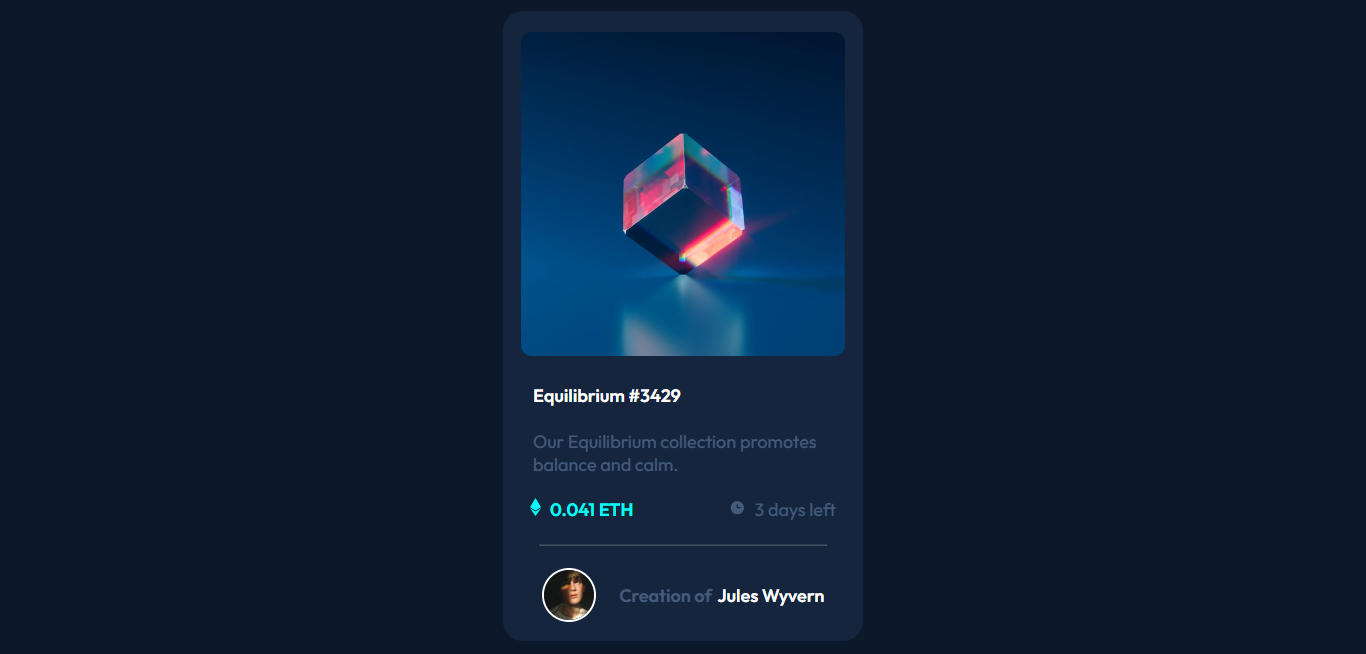 Equilibrium #3429
Our Equilibrium collection promotes
balance and calm.
0.041 ETH
3 days left
Creation of Jules Wyvern